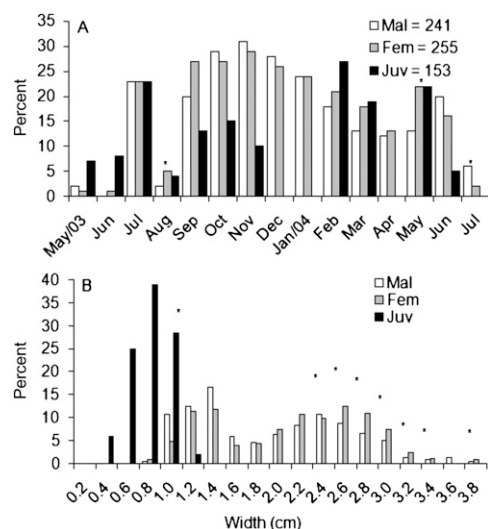 A
Mal = 241
Fem = 255
Juv = 153
Percent
35
30
25
20
15
10
5
0
*
*
*
May/03 Jun Jul Aug Sep Oct Nov Dec Jan/04 Feb Mar Apr May Jun Jul
B
Mal
Fem
Juv
Percent
40
35
30
25
20
15
10
5
0
* * * * * * * *
0.2 0.4 0.6 0.8 1.0 1.2 1.4 1.6 1.8 2.0 2.2 2.4 2.6 2.8 3.0 3.2 3.4 3.6 3.8
Width (cm)